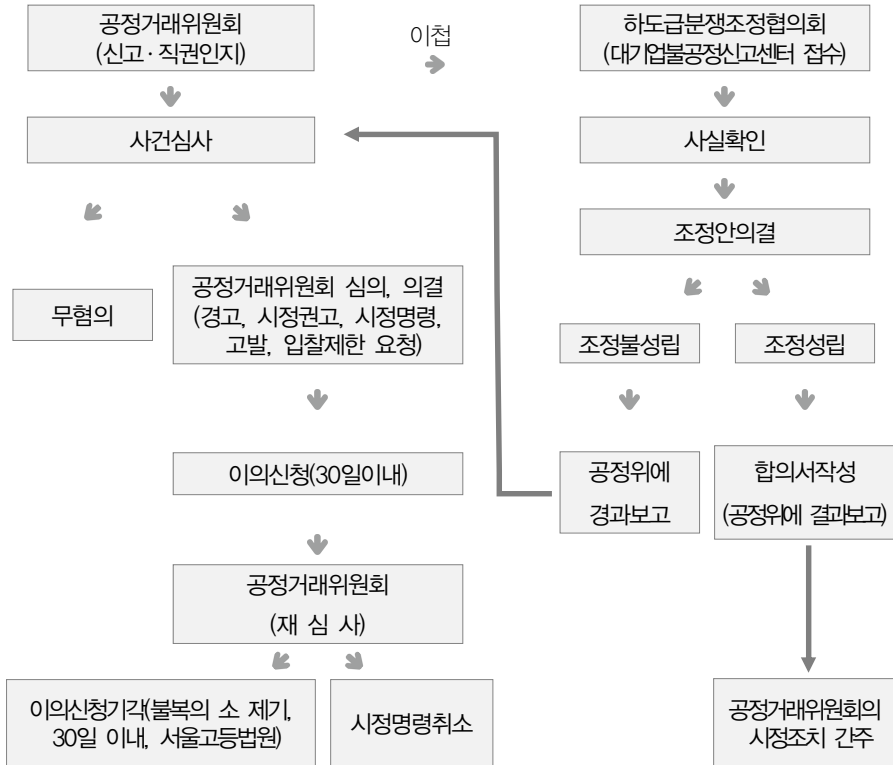 공정거래위원회
(신고 · 직권인지)
이첩
하도급분쟁조정협의회
(대기업불공정신고센터 접수)
사건심사
사실확인
조정안의결
무혐의
공정거래위원회 심의, 의결
(경고, 시정권고, 시정명령,
고발, 입찰제한 요청)
조정불성립
조정성립
이의신청(30일이내)
공정위에
경과보고
합의서작성
(공정위에 결과보고)
공정거래위원회
(재 심 사)
이의신청기각(불복의 소 제기,
30일 이내, 서울고등법원)
시정명령취소
공정거래위원회의
시정조치 간주